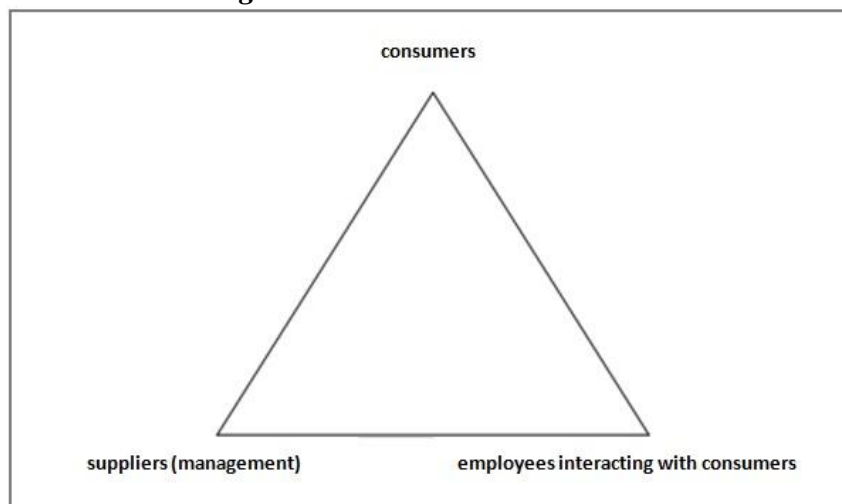 consumers
suppliers (management)
employees interacting with consumers